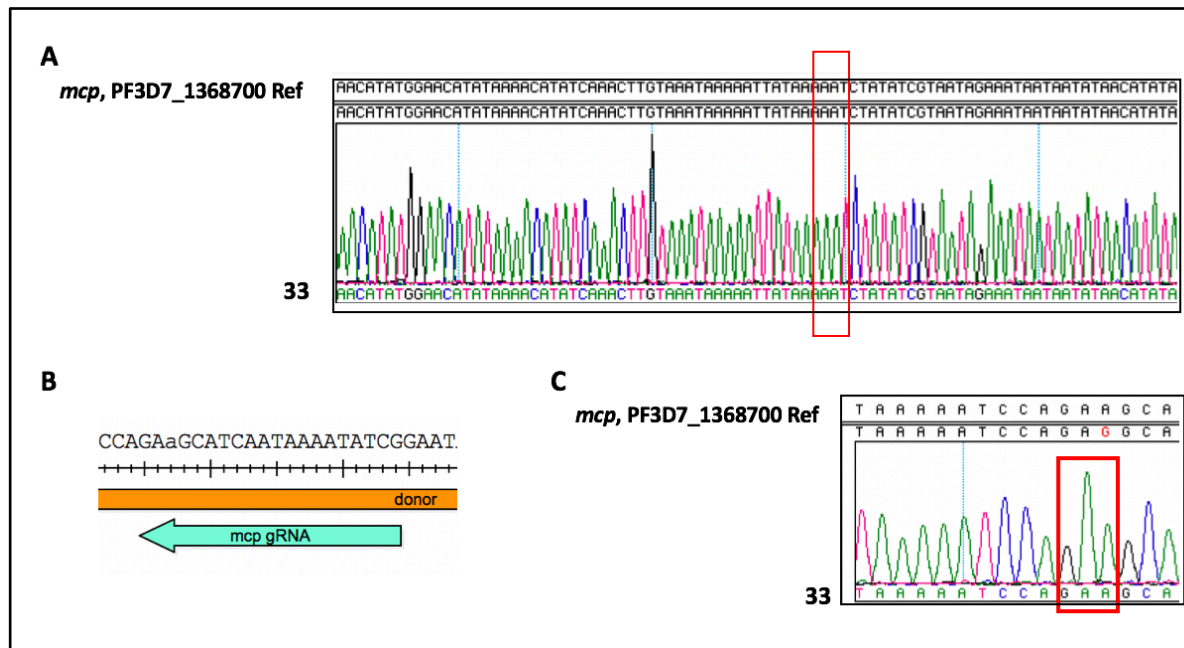 A
mcp, PF3D7_1368700 Ref
AACATATGGAACATATAAAACATATCAAACTTGTAAATAAAAATTATAAAAATCTATATCGTAATAGAAATAATAATATAACATATA
AACATATGGAACATATAAAACATATCAAACTTGTAAATAAAAATTATAAAAATCTATATCGTAATAGAAATAATAATATAACATATA
33
AACATATGGAACATATAAAACATATCAAACTTGTAAATAAAAATTATAAAAATCTATATCGTAATAGAAATAATAATATAACATATA
B
CCAGAaGCATCAATAAAATATCGGAAT.
donor
mcp gRNA
C
mcp, PF3D7_1368700 Ref
T A A A A A T C C A G A A G C A
T A A A A A T C C A G A G G C A
33
T A A A A A T C C A G A A G C A